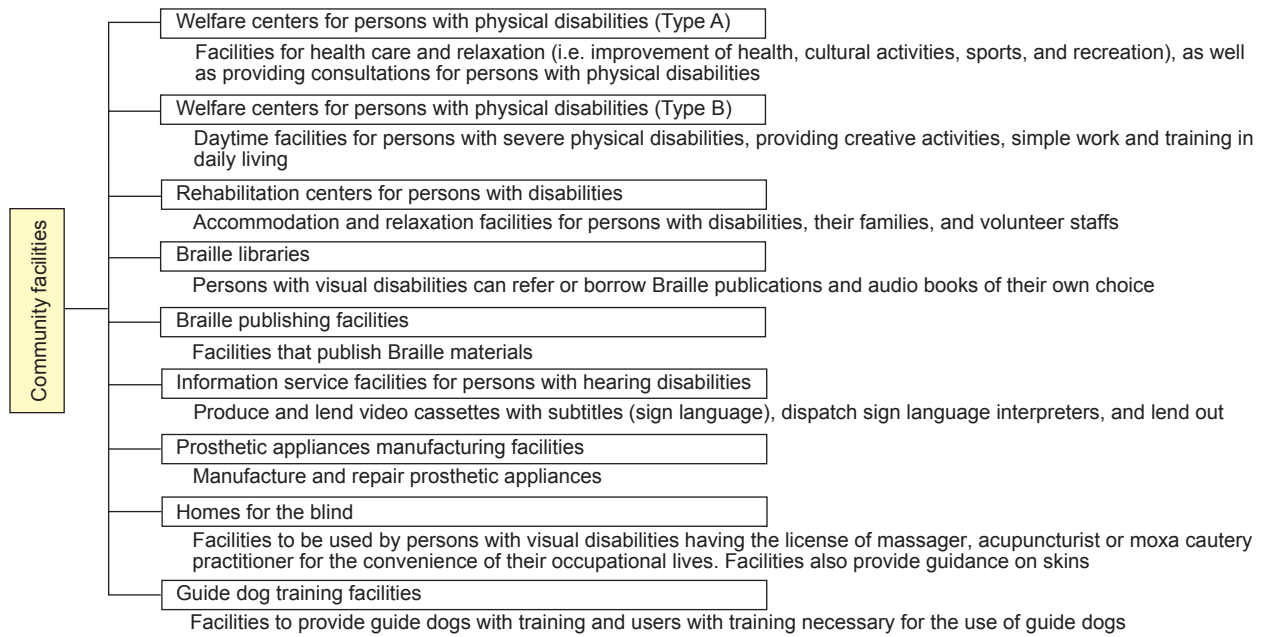 Community facilities
Welfare centers for persons with physical disabilities (Type A)
Facilities for health care and relaxation (i.e. improvement of health, cultural activities, sports, and recreation), as well
as providing consultations for persons with physical disabilities
Welfare centers for persons with physical disabilities (Type B)
Daytime facilities for persons with severe physical disabilities, providing creative activities, simple work and training in
daily living
Rehabilitation centers for persons with disabilities
Accommodation and relaxation facilities for persons with disabilities, their families, and volunteer staffs
Braille libraries
Persons with visual disabilities can refer or borrow Braille publications and audio books of their own choice
Braille publishing facilities
Facilities that publish Braille materials
Information service facilities for persons with hearing disabilities
Produce and lend video cassettes with subtitles (sign language), dispatch sign language interpreters, and lend out
Prosthetic appliances manufacturing facilities
Manufacture and repair prosthetic appliances
Homes for the blind
Facilities to be used by persons with visual disabilities having the license of massager, acupuncturist or moxa cautery
practitioner for the convenience of their occupational lives. Facilities also provide guidance on skins
Guide dog training facilities
Facilities to provide guide dogs with training and users with training necessary for the use of guide dogs